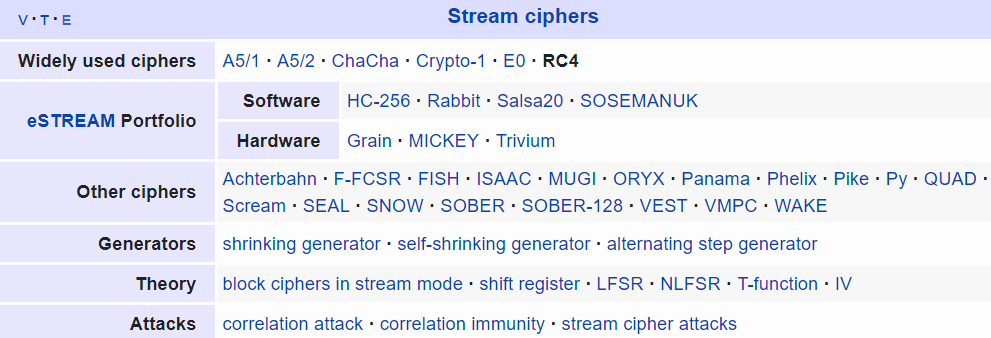 V · T · E
Stream ciphers
Widely used ciphers A5/1 · A5/2 · ChaCha · Crypto-1 · E0 · RC4
eSTREAM Portfolio
Software HC-256 · Rabbit · Salsa20 · SOSEMANUK
Hardware Grain · MICKEY · Trivium
Other ciphers
Achterbahn · F-FCSR · FISH · ISAAC · MUGI · ORYX · Panama · Phelix · Pike · Py · QUAD ·
Scream · SEAL · SNOW · SOBER · SOBER-128 · VEST · VMPC · WAKE
Generators shrinking generator · self-shrinking generator · alternating step generator
Theory block ciphers in stream mode · shift register · LFSR · NLFSR · T-function · IV
Attacks correlation attack · correlation immunity · stream cipher attacks